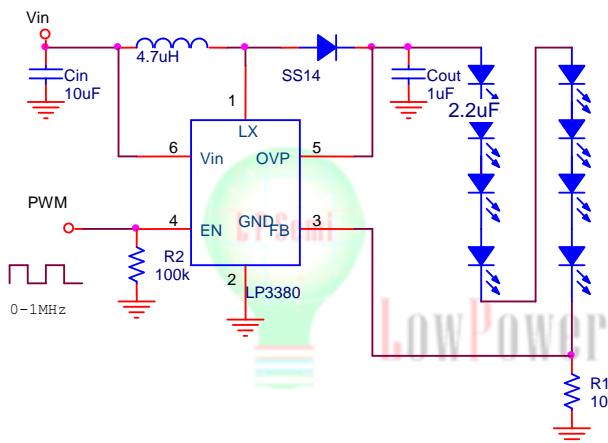 Vin
4.7uH
SS14
Cin
10uF
Cout
1uF
2.2uF
1
LX
6
Vin
OVP
5
PWM
4
EN
GND
FB
3
LPSemi
R2
100k
2
LP3380
0-1MHz
LowPower
R1
10